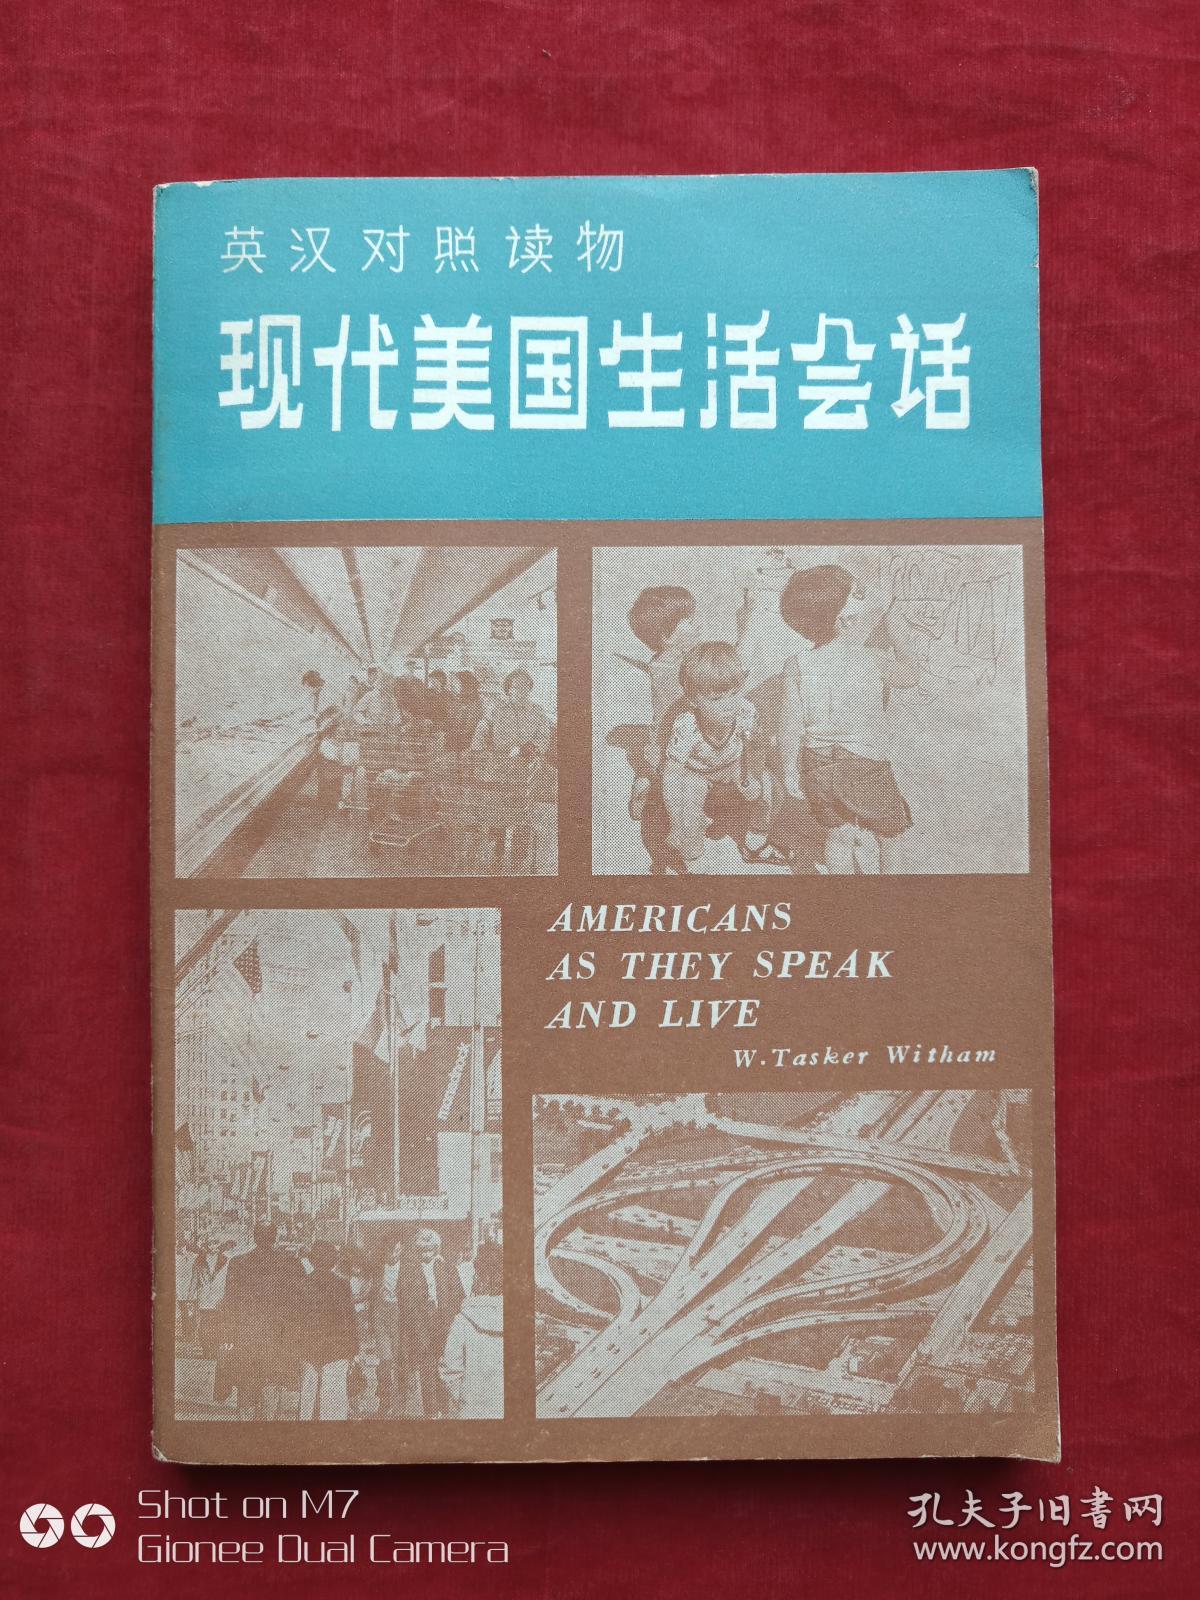 英汉对照读物
现代美国生活会话
AMERICANS
AS THEY SPEAK
AND LIVE
W. Tasker Witham
Shot on M7
Gionee Dual Camera
孔夫子旧書网
www.kongfz.com